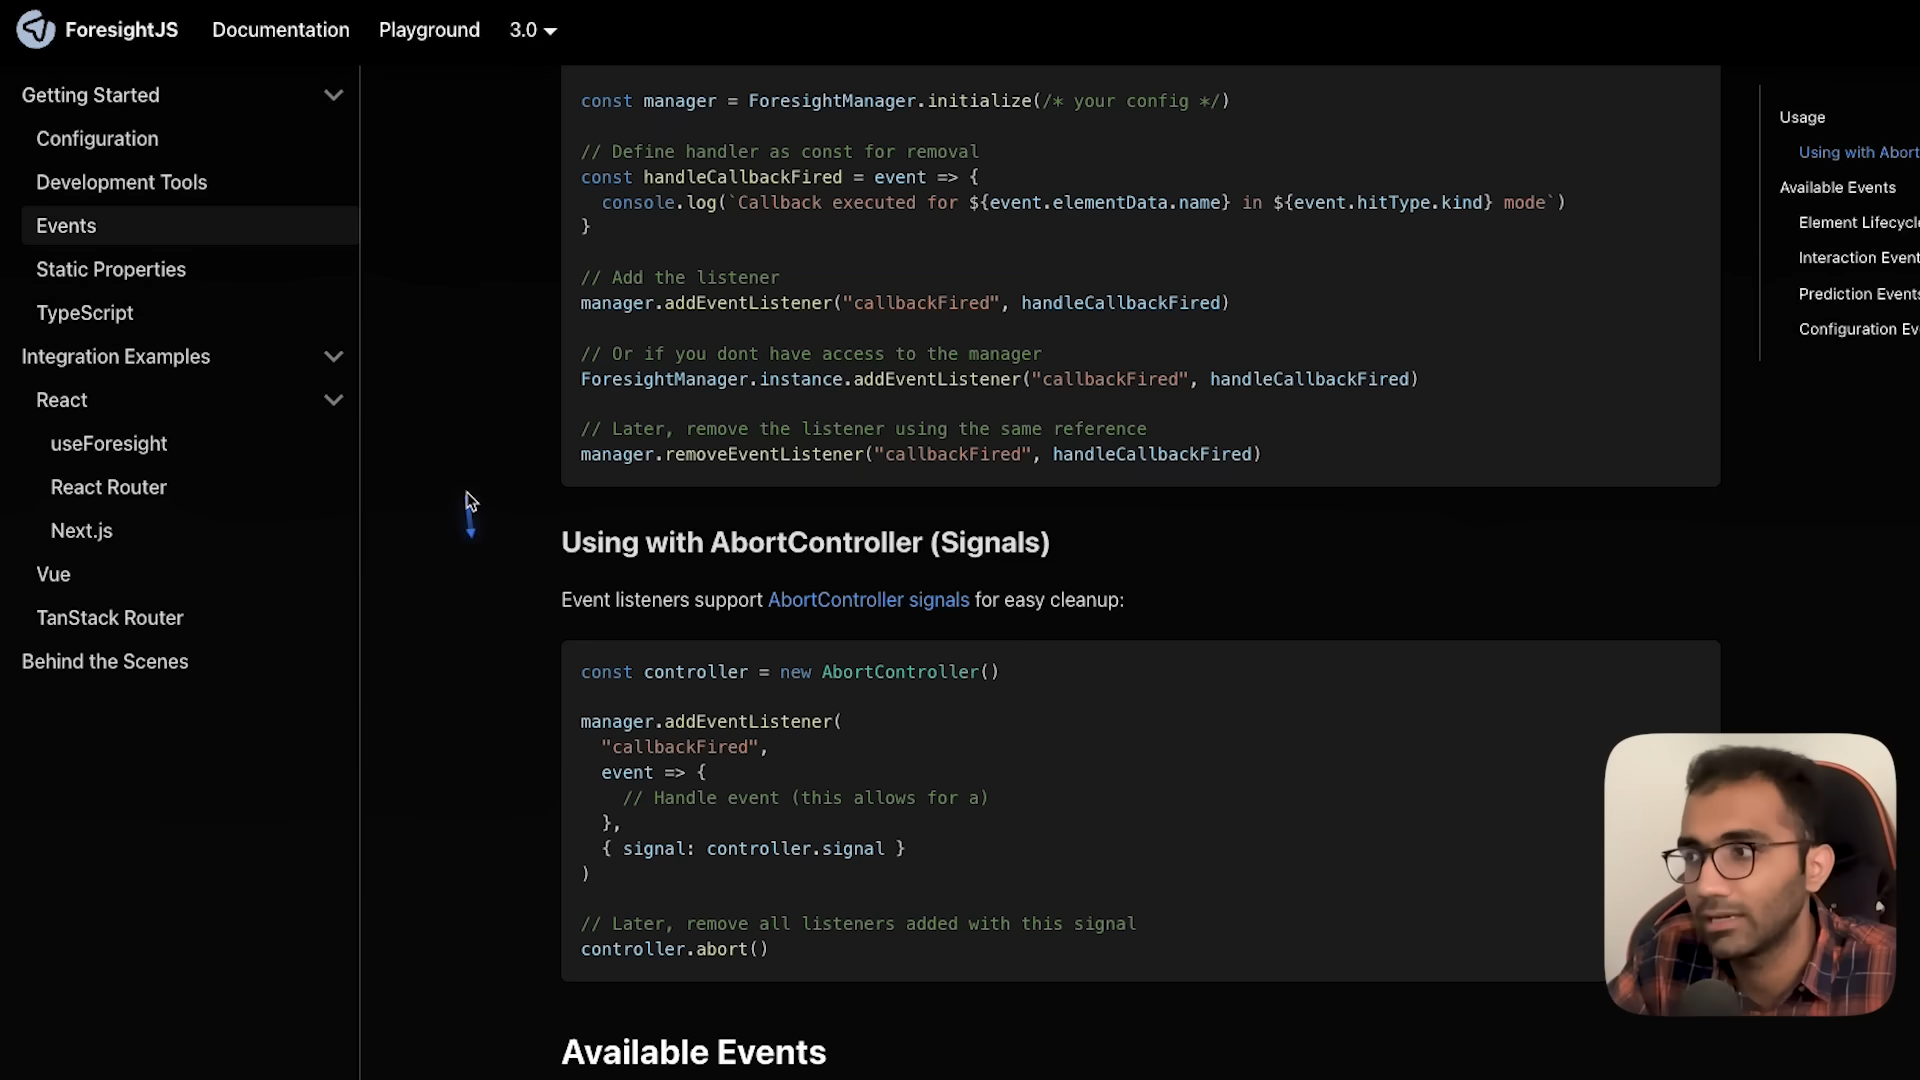 ForesightJS
Documentation
Playground
3.0
Getting Started
Configuration
Development Tools
Events
Static Properties
TypeScript
Integration Examples
React
useForesight
React Router
Next.js
Vue
TanStack Router
Behind the Scenes
const manager = ForesightManager.initialize(/* your config */)
// Define handler as const for removal
const handleCallbackFired = event => {
console.log(`Callback executed for ${event.elementData.name} in ${event.hitType.kind} mode`)
}
// Add the listener
manager.addEventListener("callbackFired", handleCallbackFired)
// Or if you dont have access to the manager
ForesightManager.instance.addEventListener("callbackFired", handleCallbackFired)
// Later, remove the listener using the same reference
manager.removeEventListener("callbackFired", handleCallbackFired)
Using with AbortController (Signals)
Event listeners support AbortController signals for easy cleanup:
const controller = new AbortController()
manager.addEventListener(
"callbackFired",
event => {
// Handle event (this allows for a)
},
{ signal: controller.signal }
)
// Later, remove all listeners added with this signal
controller.abort()
Available Events
Usage
Using with Abort
Available Events
Element Lifecycle
Interaction Event
Prediction Events
Configuration Ev